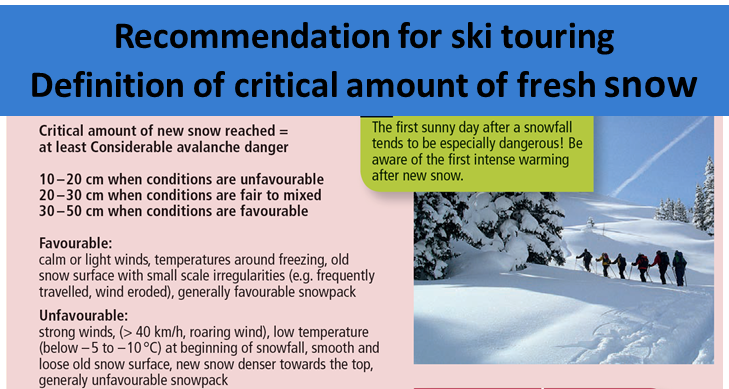 Recommendation for ski touring
Definition of critical amount of fresh snow
Critical amount of new snow reached =
at least Considerable avalanche danger
10–20 cm when conditions are unfavourable
20–30 cm when conditions are fair to mixed
30–50 cm when conditions are favourable
Favourable:
calm or light winds, temperatures around freezing, old
snow surface with small scale irregularities (e.g. frequently
travelled, wind eroded), generally favourable snowpack
Unfavourable:
strong winds, (> 40 km/h, roaring wind), low temperature
(below –5 to –10 °C) at beginning of snowfall, smooth and
loose old snow surface, new snow denser towards the top,
generaly unfavourable snowpack
The first sunny day after a snowfall
tends to be especially dangerous! Be
aware of the first intense warming
after new snow.